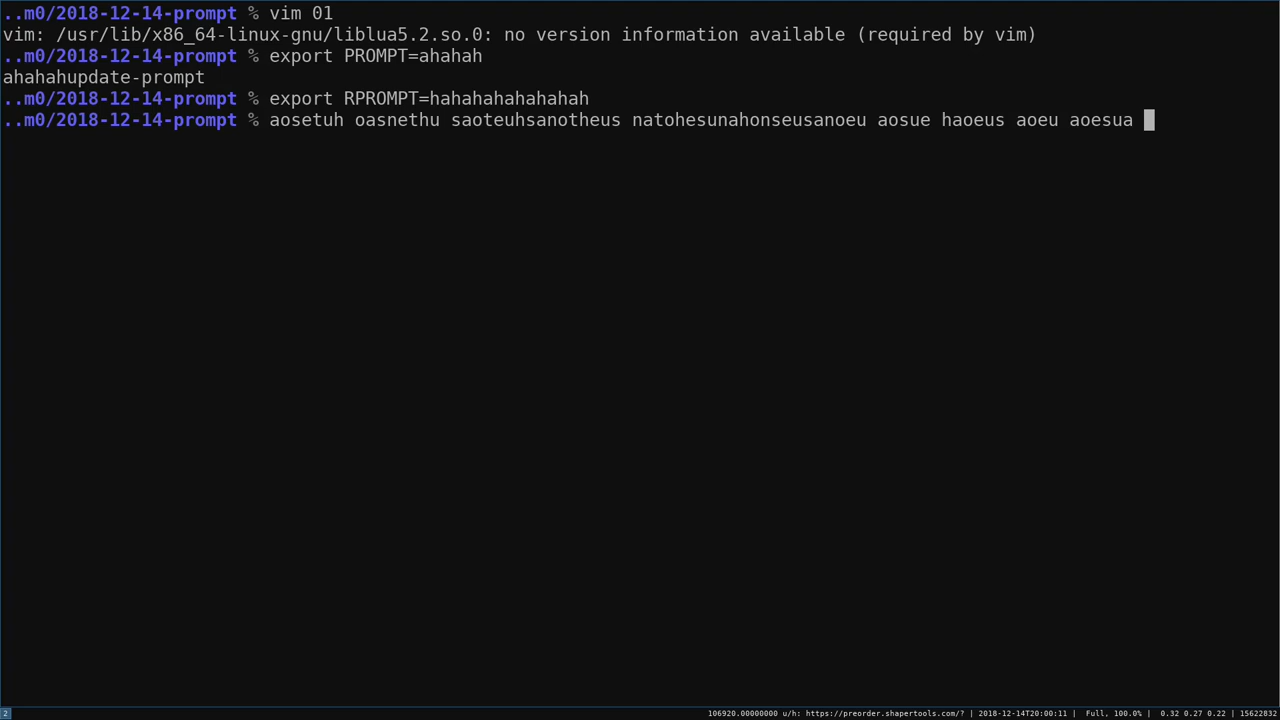 ..m0/2018-12-14-prompt % vim 01
vim: /usr/lib/x86_64-linux-gnu/liblua5.2.so.0: no version information available (required by vim)
..m0/2018-12-14-prompt % export PROMPT=ahahah
ahahahupdate-prompt
..m0/2018-12-14-prompt % export RPROMPT=hahahahahahahah
..m0/2018-12-14-prompt % aosetuh oasnethu saoteuhsanotheus natohesunahonseusanoeu aosue haoeus aoeu aoesua
2 106920.00000000 u/h: https://preorder.shapertools.com/? | 2018-12-14T20:00:11 | Full, 100.0% | 0.32 0.27 0.22 | 15622832